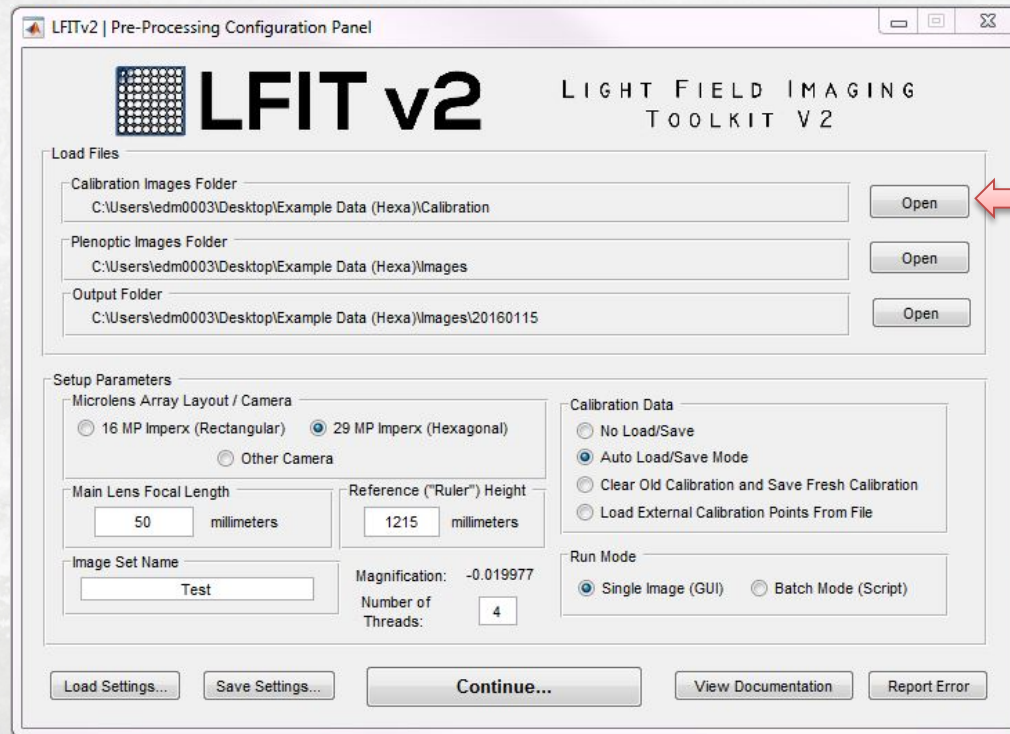 LFITv2 | Pre-Processing Configuration Panel
LFIT v2
LIGHT FIELD IMAGING
TOOLKIT V2
Load Files
Calibration Images Folder
C:\Users\edm0003\Desktop\Example Data (Hexa)\Calibration
Open
Plenoptic Images Folder
C:\Users\edm0003\Desktop\Example Data (Hexa)\Images
Open
Output Folder
C:\Users\edm0003\Desktop\Example Data (Hexa)\Images\20160115
Open
Setup Parameters
Microlens Array Layout / Camera
16 MP Imperx (Rectangular) 29 MP Imperx (Hexagonal)
Other Camera
Main Lens Focal Length
50 millimeters
Reference ("Ruler") Height
1215 millimeters
Image Set Name
Test
Magnification: -0.019977
Number of
Threads: 4
Calibration Data
No Load/Save
Auto Load/Save Mode
Clear Old Calibration and Save Fresh Calibration
Load External Calibration Points From File
Run Mode
Single Image (GUI) Batch Mode (Script)
Load Settings... Save Settings... Continue... View Documentation Report Error